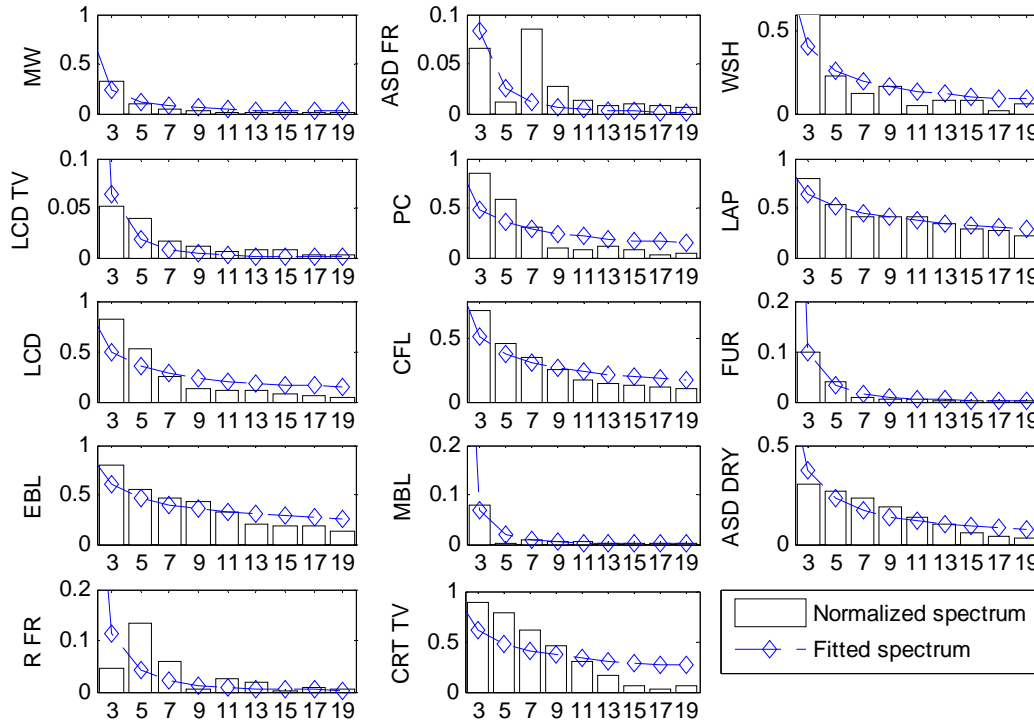 MW
1
0.5
0
3 5 7 9 11 13 15 17 19
ASD FR
0.1
0.05
0
3 5 7 9 11 13 15 17 19
WSH
0.5
0
3 5 7 9 11 13 15 17 19
LCD TV
0.1
0.05
0
3 5 7 9 11 13 15 17 19
PC
1
0.5
0
3 5 7 9 11 13 15 17 19
LAP
1
0.5
0
3 5 7 9 11 13 15 17 19
LCD
1
0.5
0
3 5 7 9 11 13 15 17 19
CFL
0.5
0
3 5 7 9 11 13 15 17 19
FUR
0.2
0.1
0
3 5 7 9 11 13 15 17 19
EBL
1
0.5
0
3 5 7 9 11 13 15 17 19
MBL
0.2
0.1
0
3 5 7 9 11 13 15 17 19
ASD DRY
0.5
0
3 5 7 9 11 13 15 17 19
R FR
0.2
0.1
0
3 5 7 9 11 13 15 17 19
CRT TV
1
0.5
0
3 5 7 9 11 13 15 17 19
Normalized spectrum
Fitted spectrum